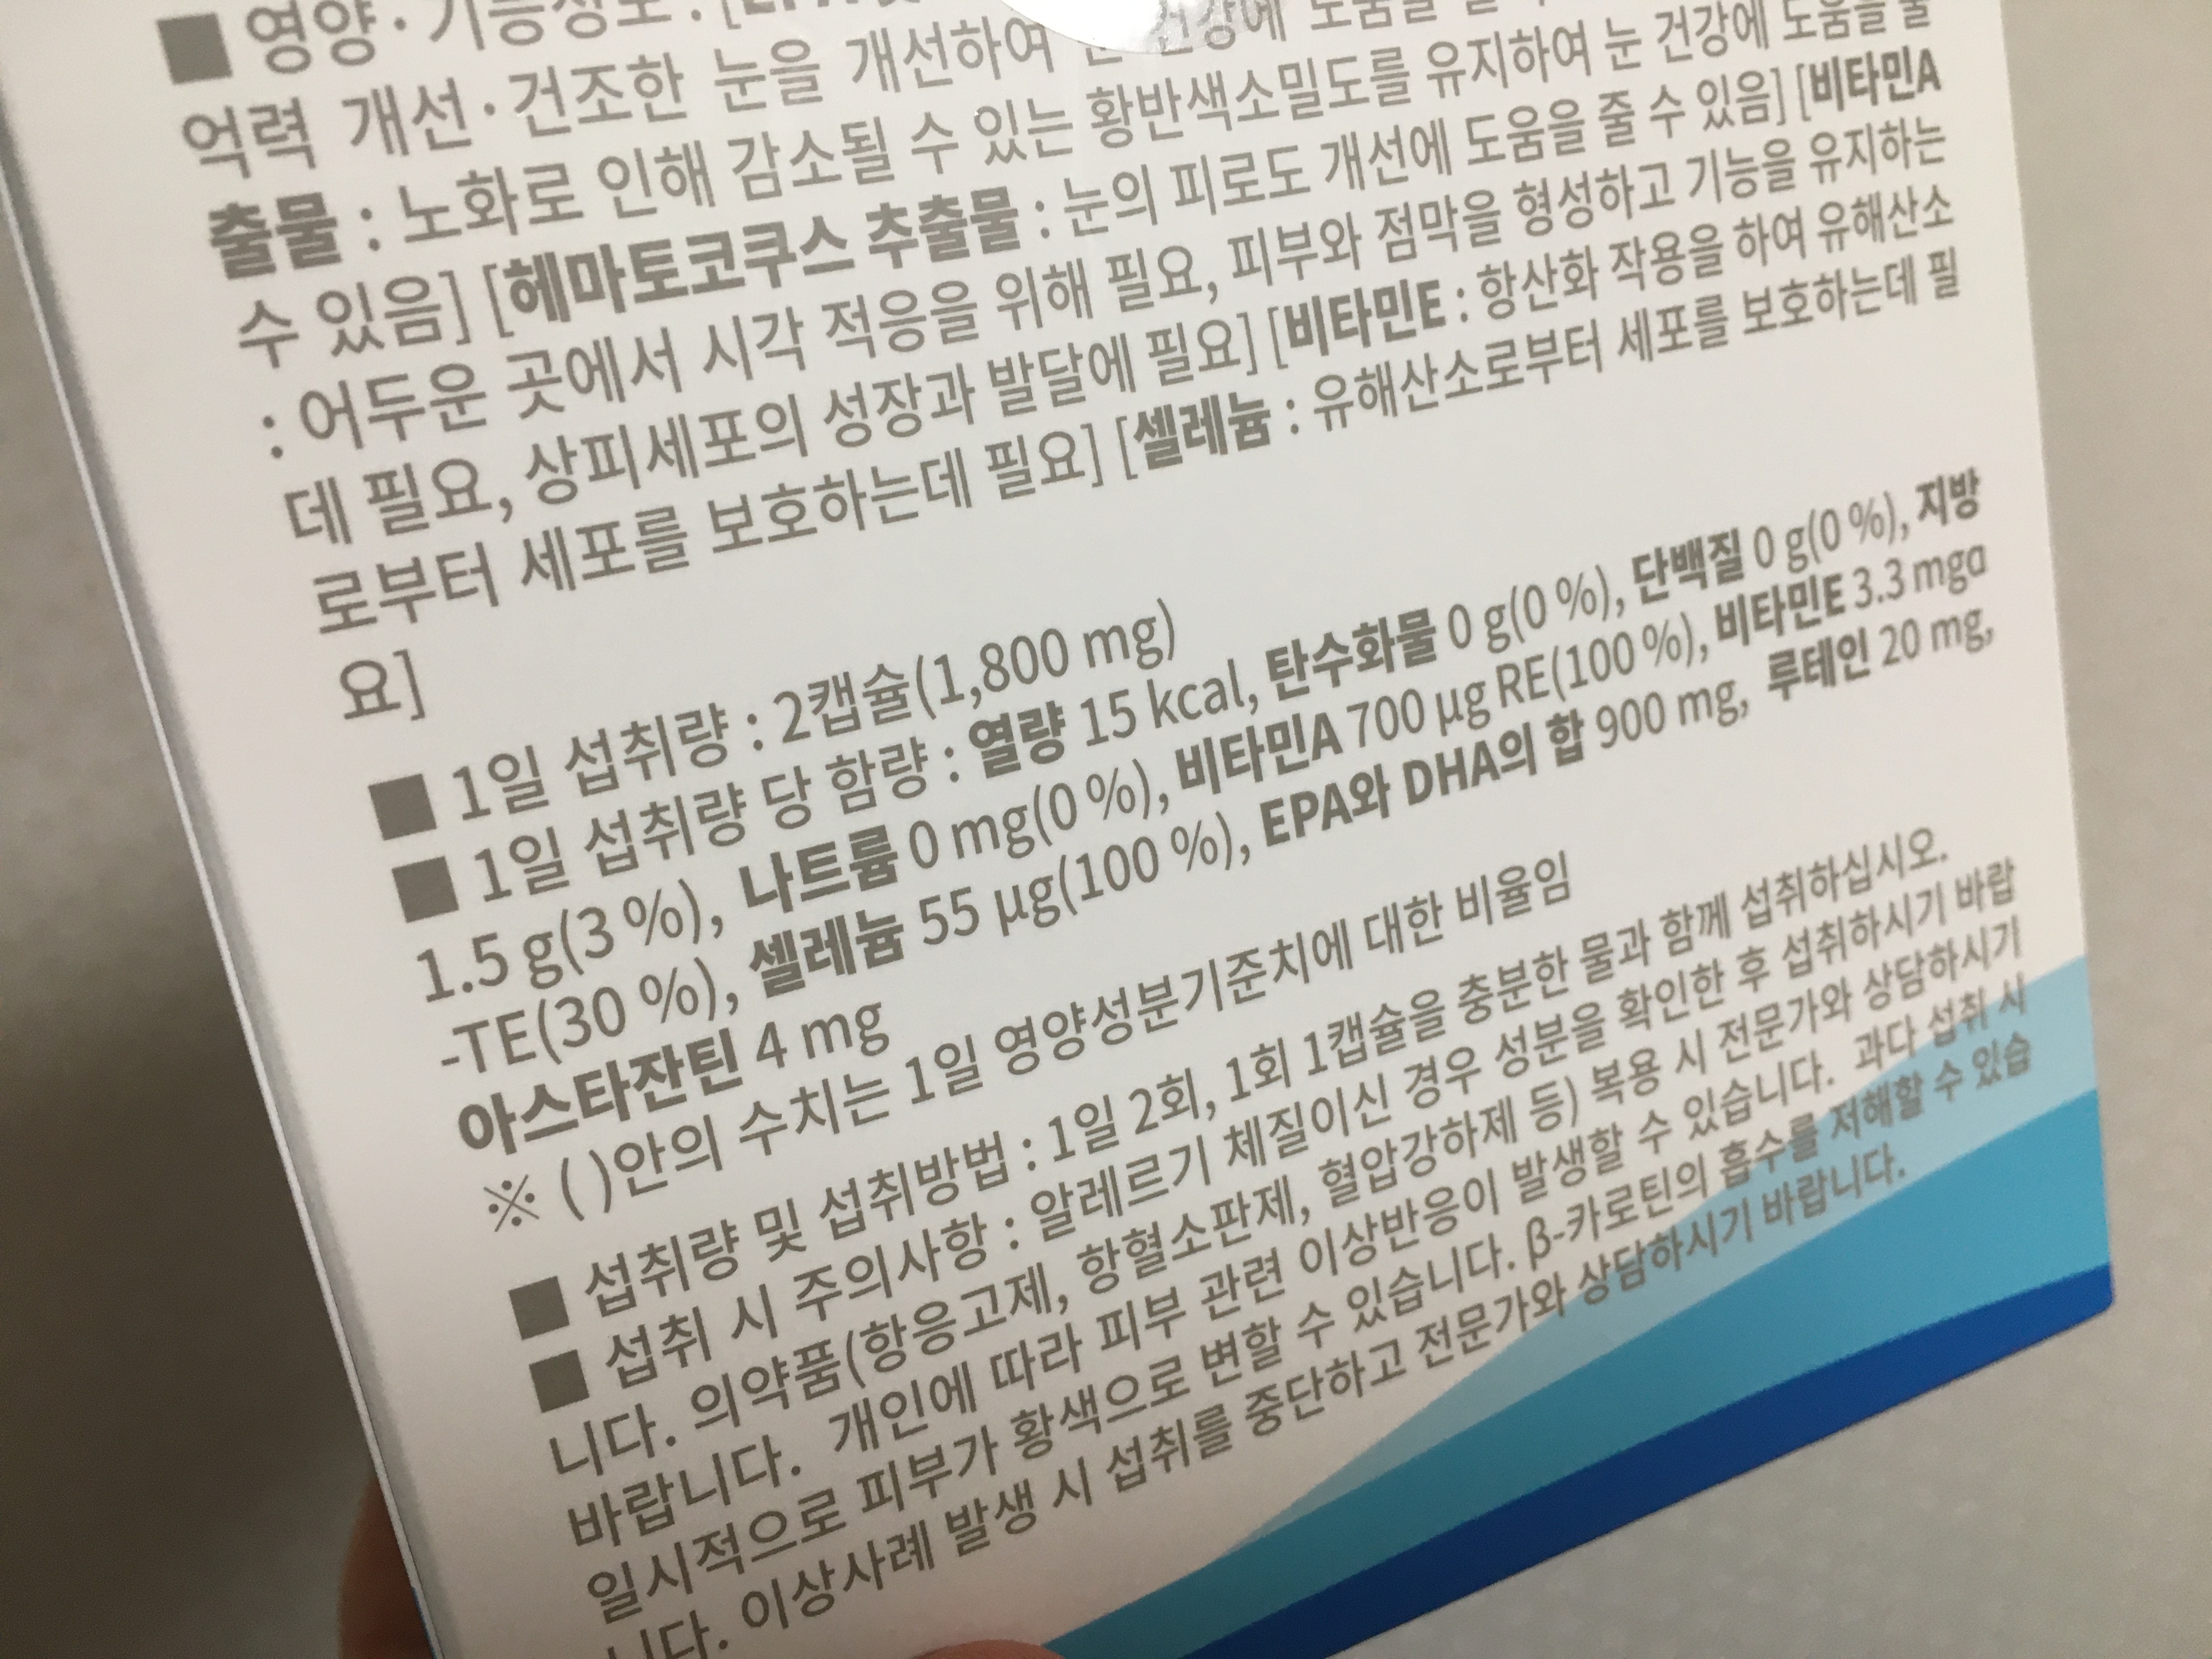 ■ 영양·기능정보 : [
억력 개선·건조한 눈을 개선하여 눈 건강에 도움을
출물 : 노화로 인해 감소될 수 있는 황반색소밀도를 유지하여 눈 건강에 도움을 줄
수 있음] [헤마토코쿠스 추출물 : 눈의 피로도 개선에 도움을 줄 수 있음] [비타민A
: 어두운 곳에서 시각 적응을 위해 필요, 피부와 점막을 형성하고 기능을 유지하는
데 필요, 상피세포의 성장과 발달에 필요] [비타민E : 항산화 작용을 하여 유해산소
로부터 세포를 보호하는데 필요] [셀레늄 : 유해산소로부터 세포를 보호하는데 필
요]
■ 1일 섭취량 : 2캡슐(1,800 mg)
■ 1일 섭취량 당 함량 : 열량 15 kcal, 탄수화물 0 g(0 %), 단백질 0 g(0 %), 지방
1.5 g(3 %), 나트륨 0 mg(0 %), 비타민A 700 μg RE(100 %), 비타민E 3.3 mgα
-TE(30 %), 셀레늄 55 μg(100 %), EPA와 DHA의 합 900 mg, 루테인 20 mg,
아스타잔틴 4 mg
※ ( )안의 수치는 1일 영양성분기준치에 대한 비율임
■ 섭취량 및 섭취방법 : 1일 2회, 1회 1캡슐을 충분한 물과 함께 섭취하십시오.
■ 섭취 시 주의사항 : 알레르기 체질이신 경우 성분을 확인한 후 섭취하시기 바랍
니다. 의약품(항응고제, 항혈소판제, 혈압강하제 등) 복용 시 전문가와 상담하시기
바랍니다. 개인에 따라 피부 관련 이상반응이 발생할 수 있습니다. 과다 섭취 시
일시적으로 피부가 황색으로 변할 수 있습니다. β-카로틴의 흡수를 저해할 수 있습
니다. 이상사례 발생 시 섭취를 중단하고 전문가와 상담하시기 바랍니다.